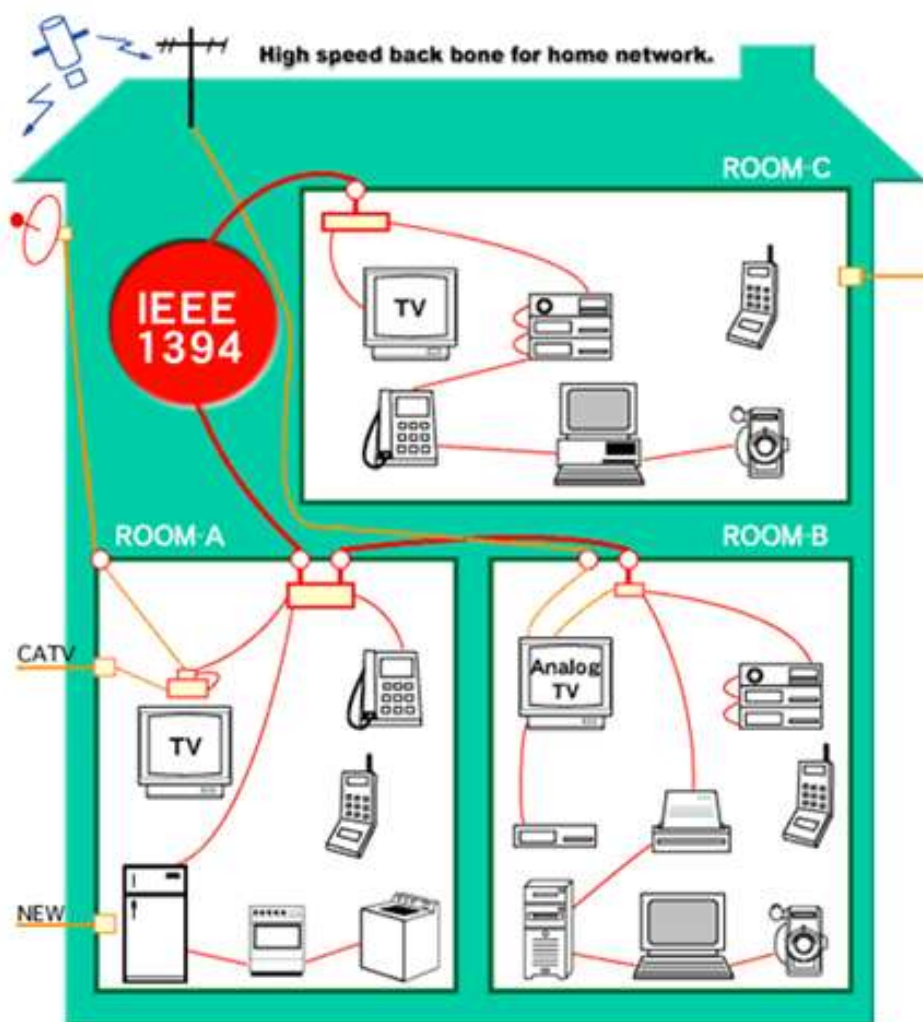 High speed back bone for home network.
ROOM-C
IEEE
1394
TV
ROOM-A
ROOM-B
CATV
TV
Analog
TV
NEW